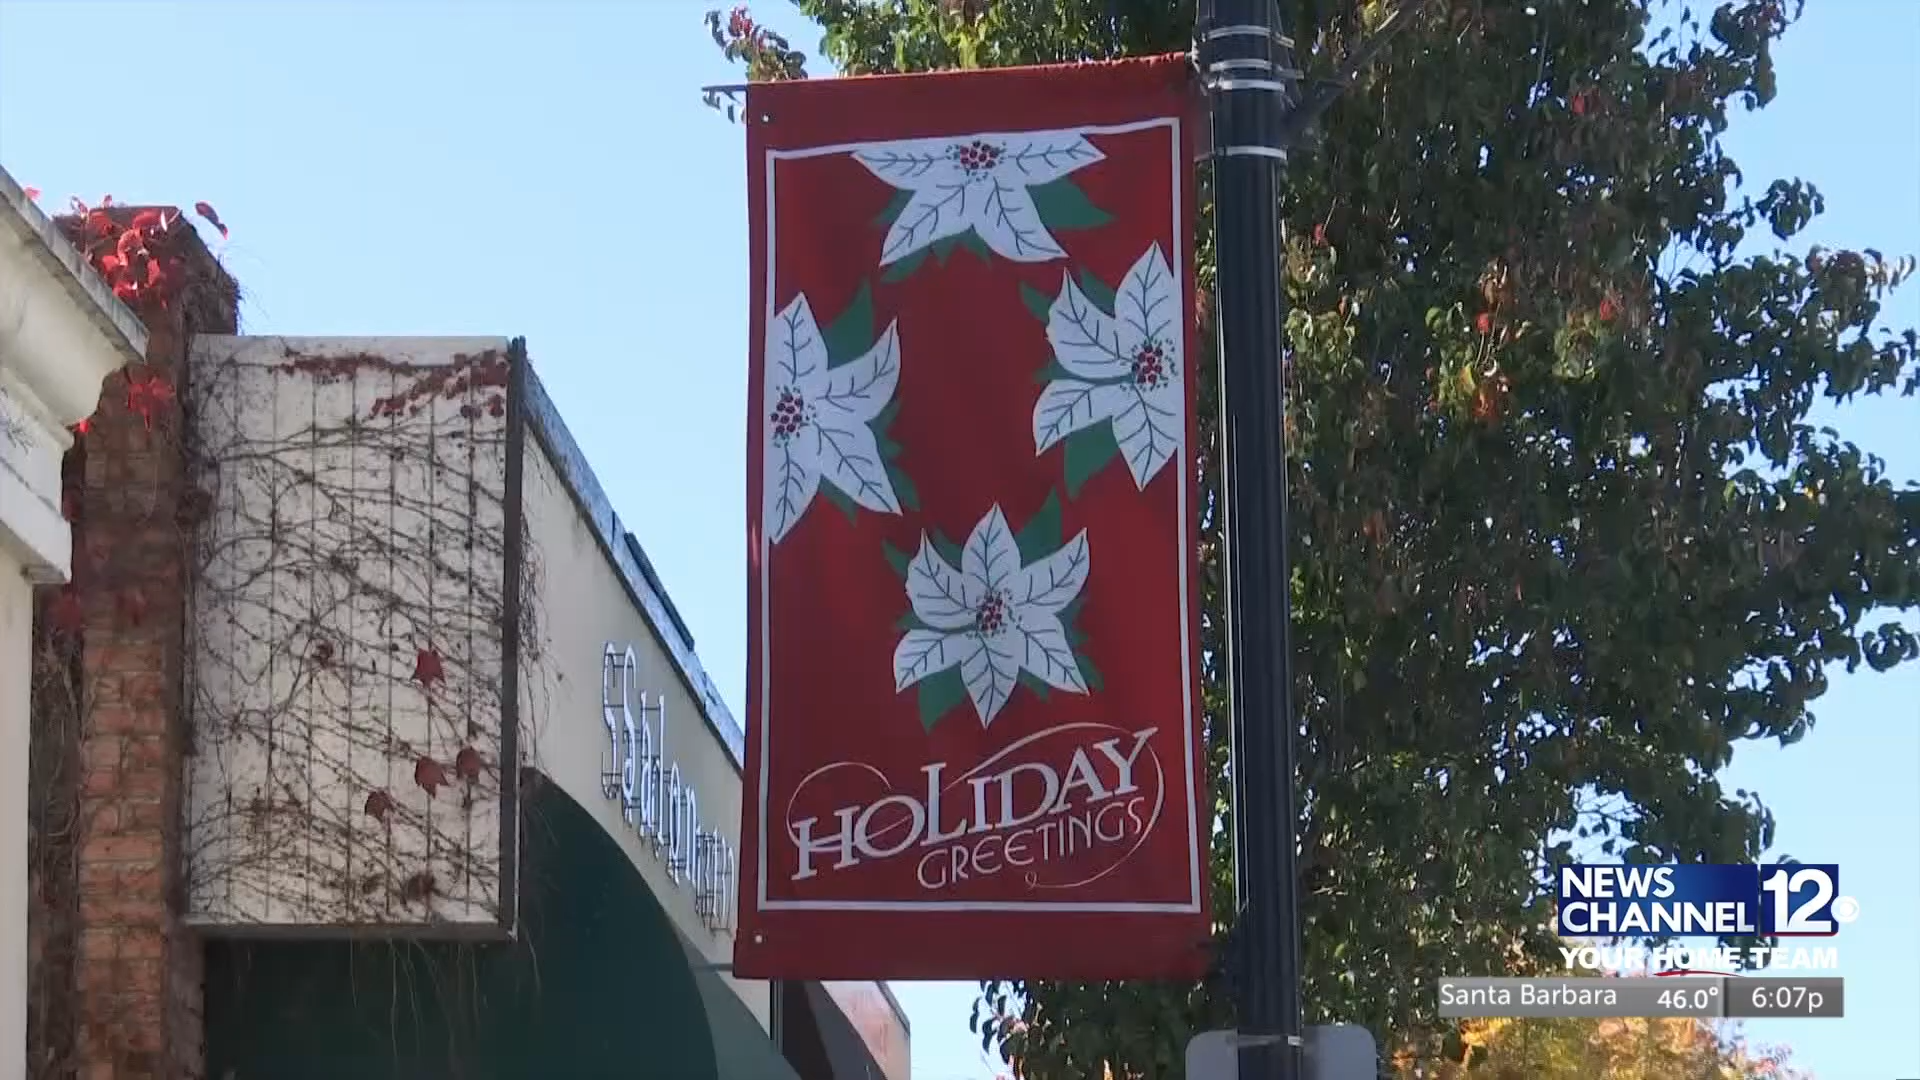 HOLIDAY
GREETINGS
NEWS
CHANNEL 12
YOUR HOME TEAM
Santa Barbara 46.0° 6:07p